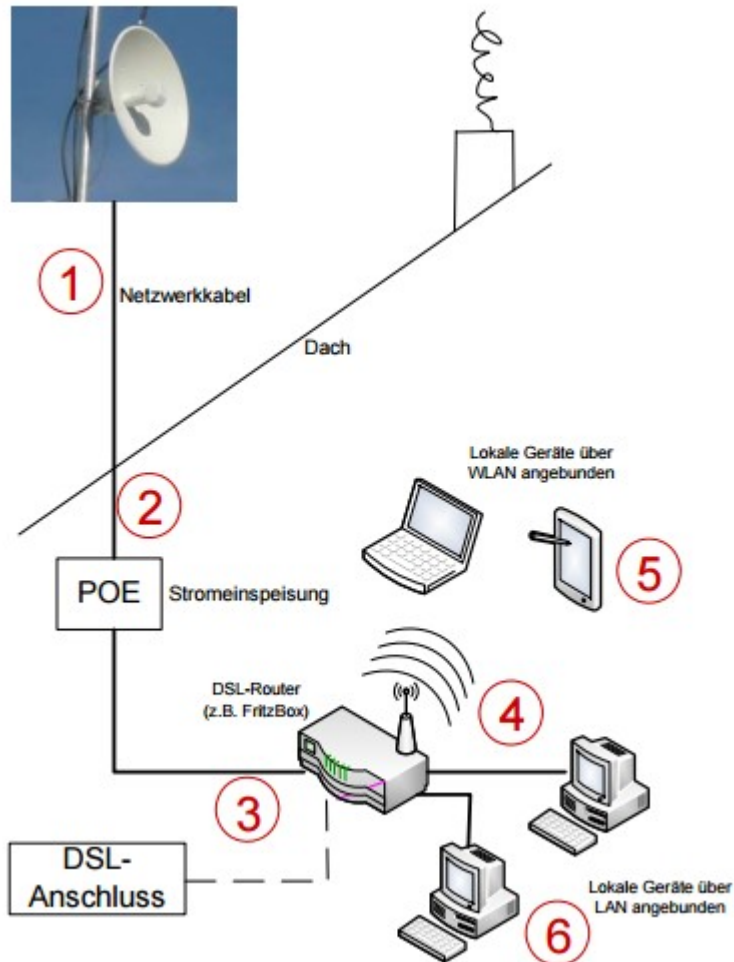 1
Netzwerkkabel
Dach
2
Lokale Geräte über
WLAN angebunden
5
POE
Stromeinspeisung
DSL-Router
(z.B. FritzBox)
4
3
DSL-
Anschluss
Lokale Geräte über
LAN angebunden
6